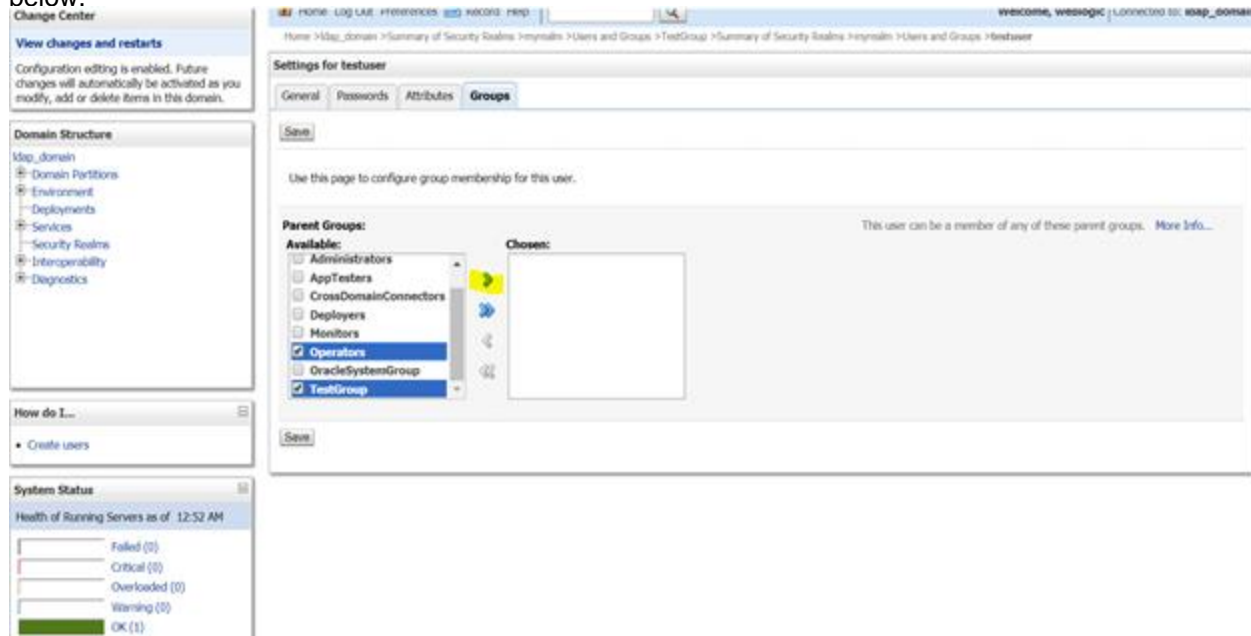 below.
Change Center
View changes and restarts
Configuration editing is enabled. Future
changes will automatically be activated as you
modify, add or delete items in this domain.
Domain Structure
ldap_domain
Domain Partitions
Environment
Deployments
Services
Security Realms
Interoperability
Diagnostics
How do I...
Create users
System Status
Health of Running Servers as of 12:52 AM
Failed (0)
Critical (0)
Overloaded (0)
Warning (0)
OK (1)
Home Log Out Preferences Record Help
Welcome, weblogic Connected to: ldap_domain
Home >ldap_domain >Summary of Security Realms >myrealm >Users and Groups >TestGroup >Summary of Security Realms >myrealm >Users and Groups >testuser
Settings for testuser
General Passwords Attributes Groups
Save
Use this page to configure group membership for this user.
Parent Groups:
This user can be a member of any of these parent groups. More Info...
Available: Chosen:
Administrators
AppTesters
CrossDomainConnectors
Deployers
Monitors
Operators
OracleSystemGroup
TestGroup
Save